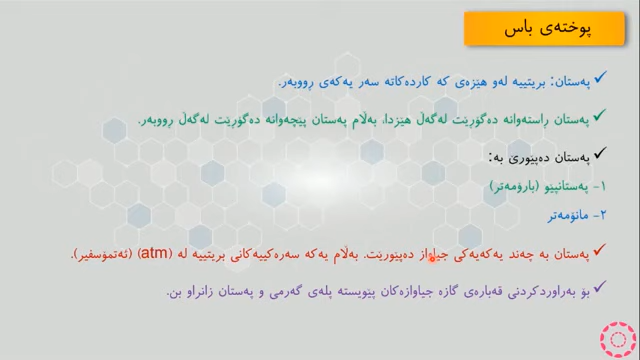 پوختەی باس
پەستان: بریتییە لەو هێزەی کە کاردەکاتە سەر یەکەی ڕووبەر.
پەستان ڕاستەوانە دەگۆڕێت لەگەڵ هێزدا، بەڵام پەستان پێچەوانە دەگۆڕێت لەگەڵ ڕووبەر.
پەستان دەپێورێ بە:
١- پەستانپێو (بارۆمەتر)
٢- مانۆمەتر
پەستان بە چەند یەکەیەکی جیاواز دەپێورێت. بەڵام یەکە سەرەکییەکانی بریتییە لە (atm) (ئەتمۆسفیر).
بۆ بەراوردکردنی قەبارەی گازە جیاوازەکان پێویستە پلەی گەرمی و پەستان زانراو بن.